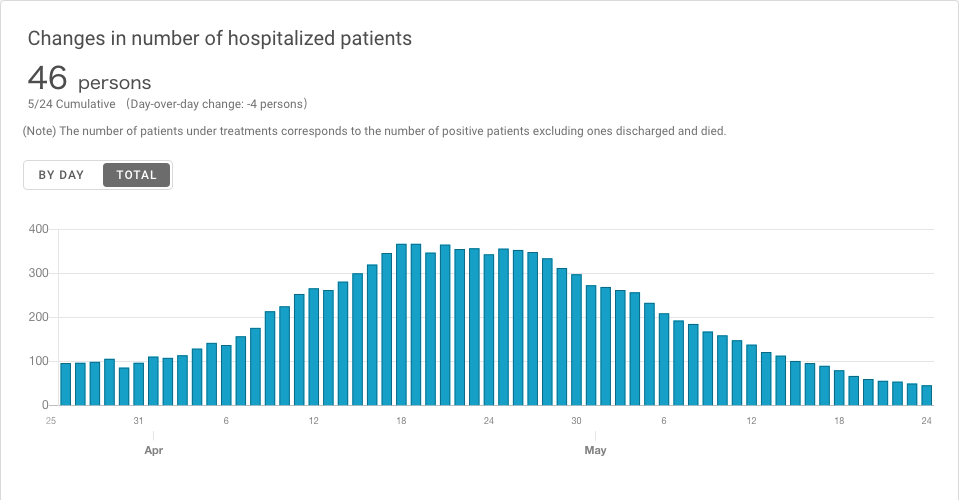 Changes in number of hospitalized patients
46 persons
5/24 Cumulative （Day-over-day change: -4 persons）
(Note) The number of patients under treatments corresponds to the number of positive patients excluding ones discharged and died.
BY DAY TOTAL
400
300
200
100
0
25 31 6 12 18 24 30 6 12 18 24
Apr May